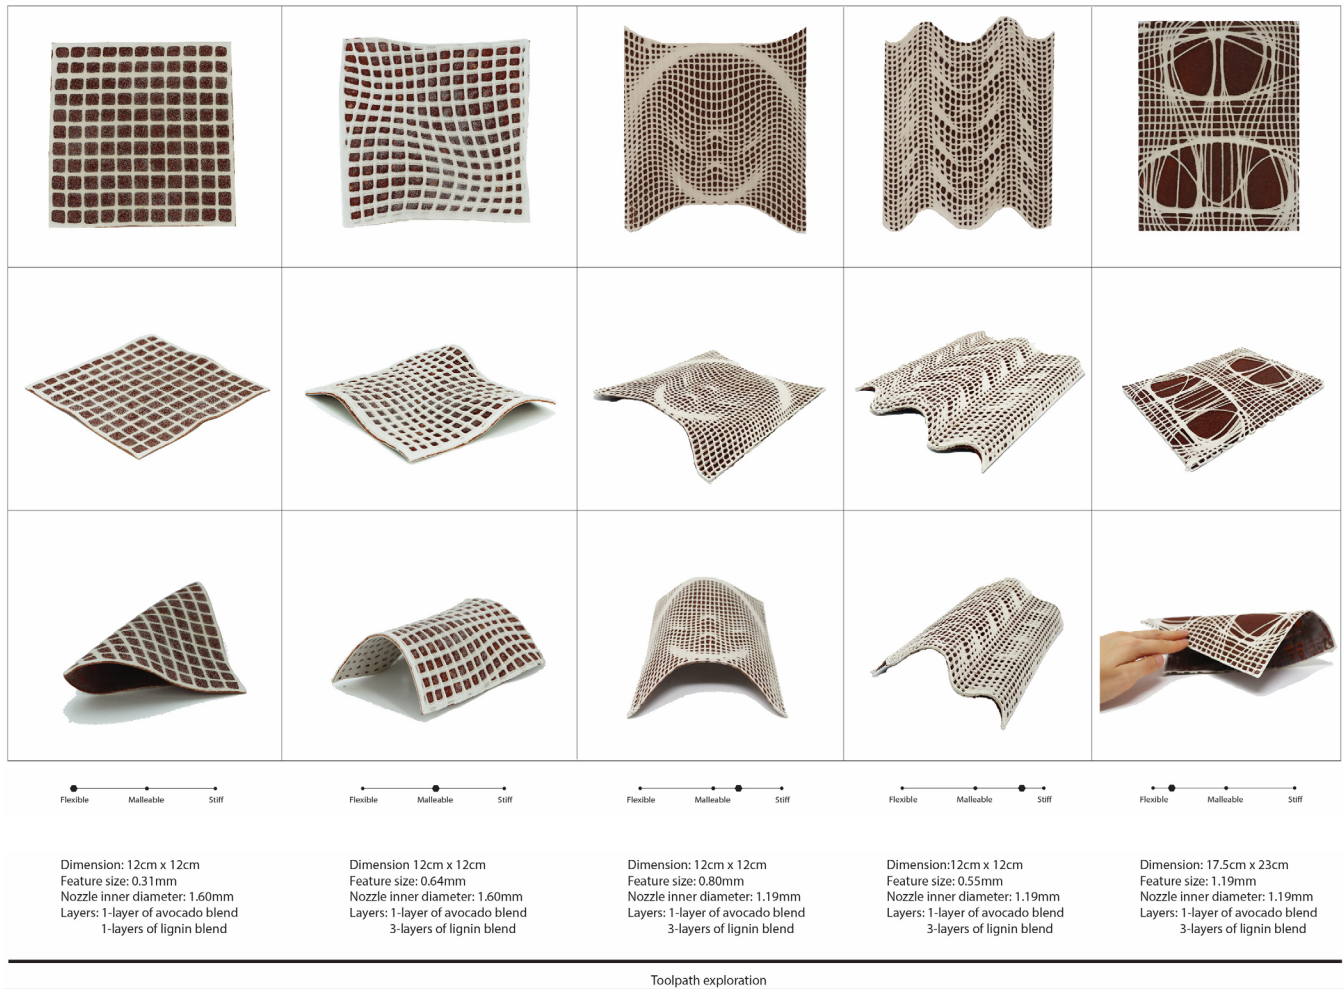 Flexible Malleable Stiff
Flexible Malleable Stiff
Flexible Malleable Stiff
Flexible Malleable Stiff
Flexible Malleable Stiff
Dimension: 12cm x 12cm
Feature size: 0.31mm
Nozzle inner diameter: 1.60mm
Layers: 1-layer of avocado blend
1-layers of lignin blend
Dimension 12cm x 12cm
Feature size: 0.64mm
Nozzle inner diameter: 1.60mm
Layers: 1-layer of avocado blend
3-layers of lignin blend
Dimension: 12cm x 12cm
Feature size: 0.80mm
Nozzle inner diameter: 1.19mm
Layers: 1-layer of avocado blend
3-layers of lignin blend
Dimension:12cm x 12cm
Feature size: 0.55mm
Nozzle inner diameter: 1.19mm
Layers: 1-layer of avocado blend
3-layers of lignin blend
Dimension: 17.5cm x 23cm
Feature size: 1.19mm
Nozzle inner diameter: 1.19mm
Layers: 1-layer of avocado blend
3-layers of lignin blend
Toolpath exploration